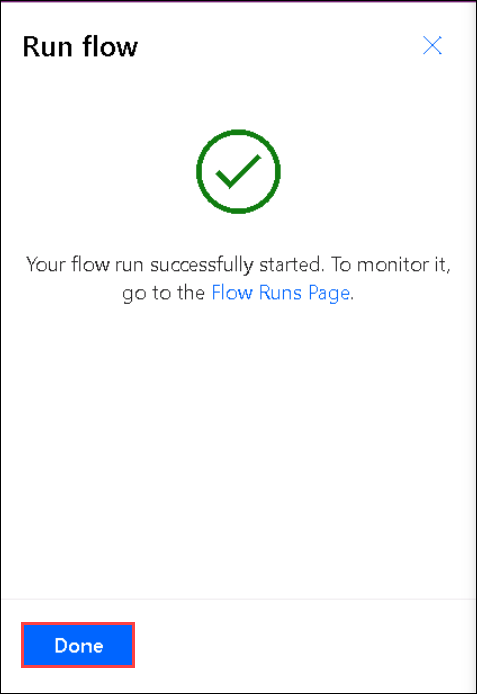 Run flow
Your flow run successfully started. To monitor it,
go to the Flow Runs Page.
Done